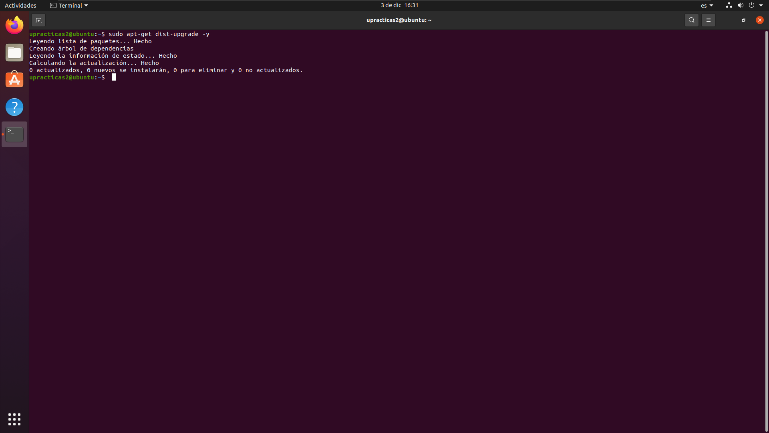 Actividades
Terminal
3 de dic 16:31
es
upracticas2@ubuntu: ~
upracticas2@ubuntu:~$ sudo apt-get dist-upgrade -y
Leyendo lista de paquetes... Hecho
Creando árbol de dependencias
Leyendo la información de estado... Hecho
Calculando la actualización... Hecho
0 actualizados, 0 nuevos se instalarán, 0 para eliminar y 0 no actualizados.
upracticas2@ubuntu:~$